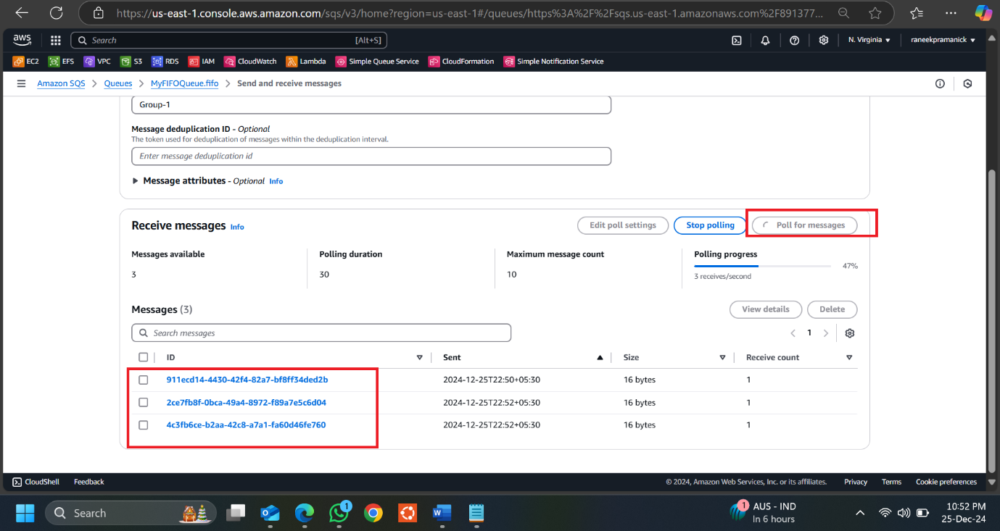 https://us-east-1.console.aws.amazon.com/sqs/v3/home?region=us-east-1#/queues/https%3A%2F%2Fsqs.us-east-1.amazonaws.com%2F891377...
aws
Search [Alt+S]
N. Virginia
raneekpramanick
EC2 EFS VPC S3 RDS IAM CloudWatch Lambda Simple Queue Service CloudFormation Simple Notification Service
Amazon SQS > Queues > MyFIFOQueue.fifo > Send and receive messages
Group-1
Message deduplication ID - Optional
The token used for deduplication of messages within the deduplication interval.
Enter message deduplication id
Message attributes - Optional Info
Receive messages Info
Edit poll settings
Stop polling
Poll for messages
Messages available
3
Polling duration
30
Maximum message count
10
Polling progress
47%
3 receives/second
Messages (3)
View details
Delete
Search messages
1
ID Sent Size Receive count
911ecd14-4430-42f4-82a7-bf8ff34ded2b 2024-12-25T22:50+05:30 16 bytes 1
2ce7fb8f-0bca-49a4-8972-f89a7e5c6d04 2024-12-25T22:52+05:30 16 bytes 1
4c3fb6ce-b2aa-42c8-a7a1-fa60d46fe760 2024-12-25T22:52+05:30 16 bytes 1
CloudShell Feedback © 2024, Amazon Web Services, Inc. or its affiliates. Privacy Terms Cookie preferences
Search
1
1
AUS - IND
In 6 hours
10:52 PM
25-Dec-24